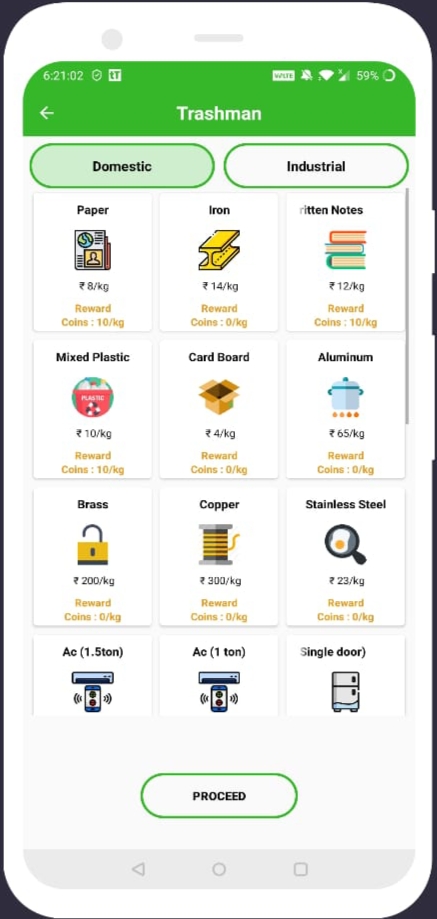 6:21:02 VoLTE 59%
Trashman
Domestic Industrial
Paper Iron ritten Notes
PLASTIC
₹ 8/kg ₹ 14/kg ₹ 12/kg
Reward Reward Reward
Coins : 10/kg Coins : 0/kg Coins : 10/kg
Mixed Plastic Card Board Aluminum
₹ 10/kg ₹ 4/kg ₹ 65/kg
Reward Reward Reward
Coins : 10/kg Coins : 0/kg Coins : 0/kg
Brass Copper Stainless Steel
₹ 200/kg ₹ 300/kg ₹ 23/kg
Reward Reward Reward
Coins : 0/kg Coins : 0/kg Coins : 0/kg
Ac (1.5ton) Ac (1 ton) Single door)
PROCEED